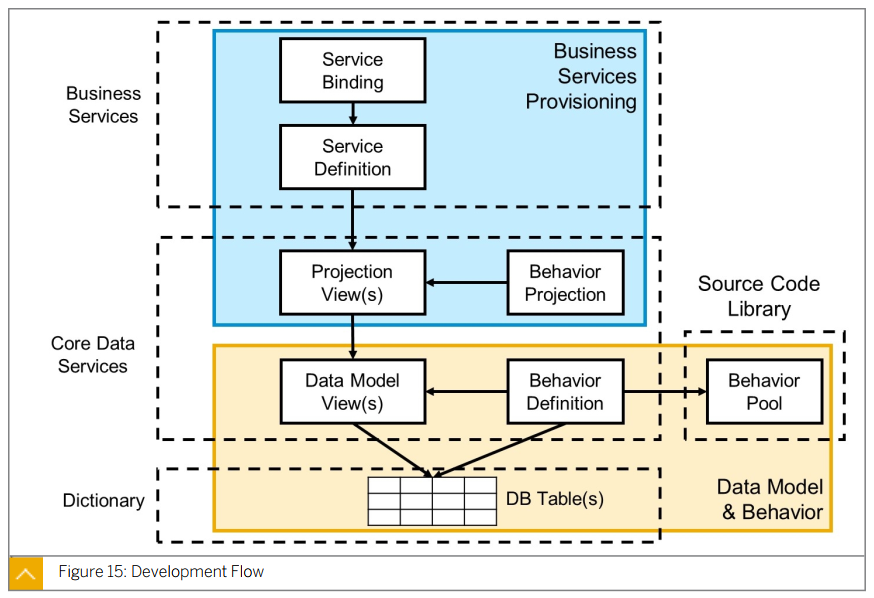 Business
Services
Service
Binding
Business
Services
Provisioning
Service
Definition
Core Data
Services
Projection
View(s)
Behavior
Projection
Source Code
Library
Data Model
View(s)
Behavior
Definition
Behavior
Pool
Dictionary
DB Table(s)
Data Model
& Behavior
Figure 15: Development Flow